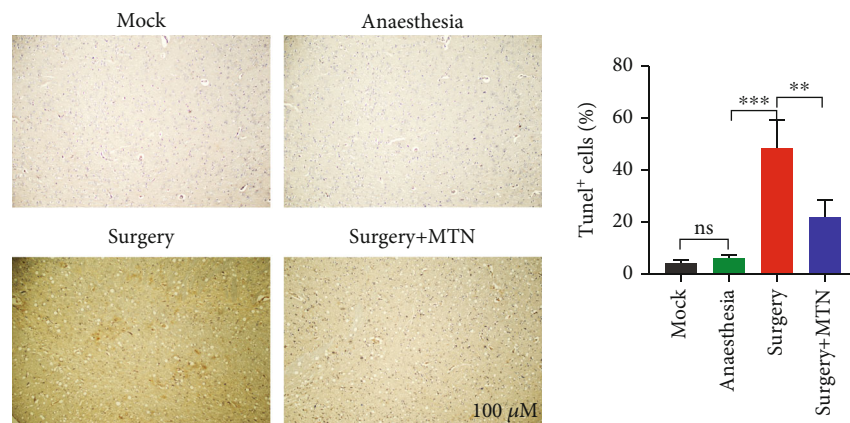 Mock
Anaesthesia
Surgery
Surgery+MTN
100 µM
Tunel⁺ cells (%)
80
60
40
20
0
ns
***
**
Mock
Anaesthesia
Surgery
Surgery+MTN